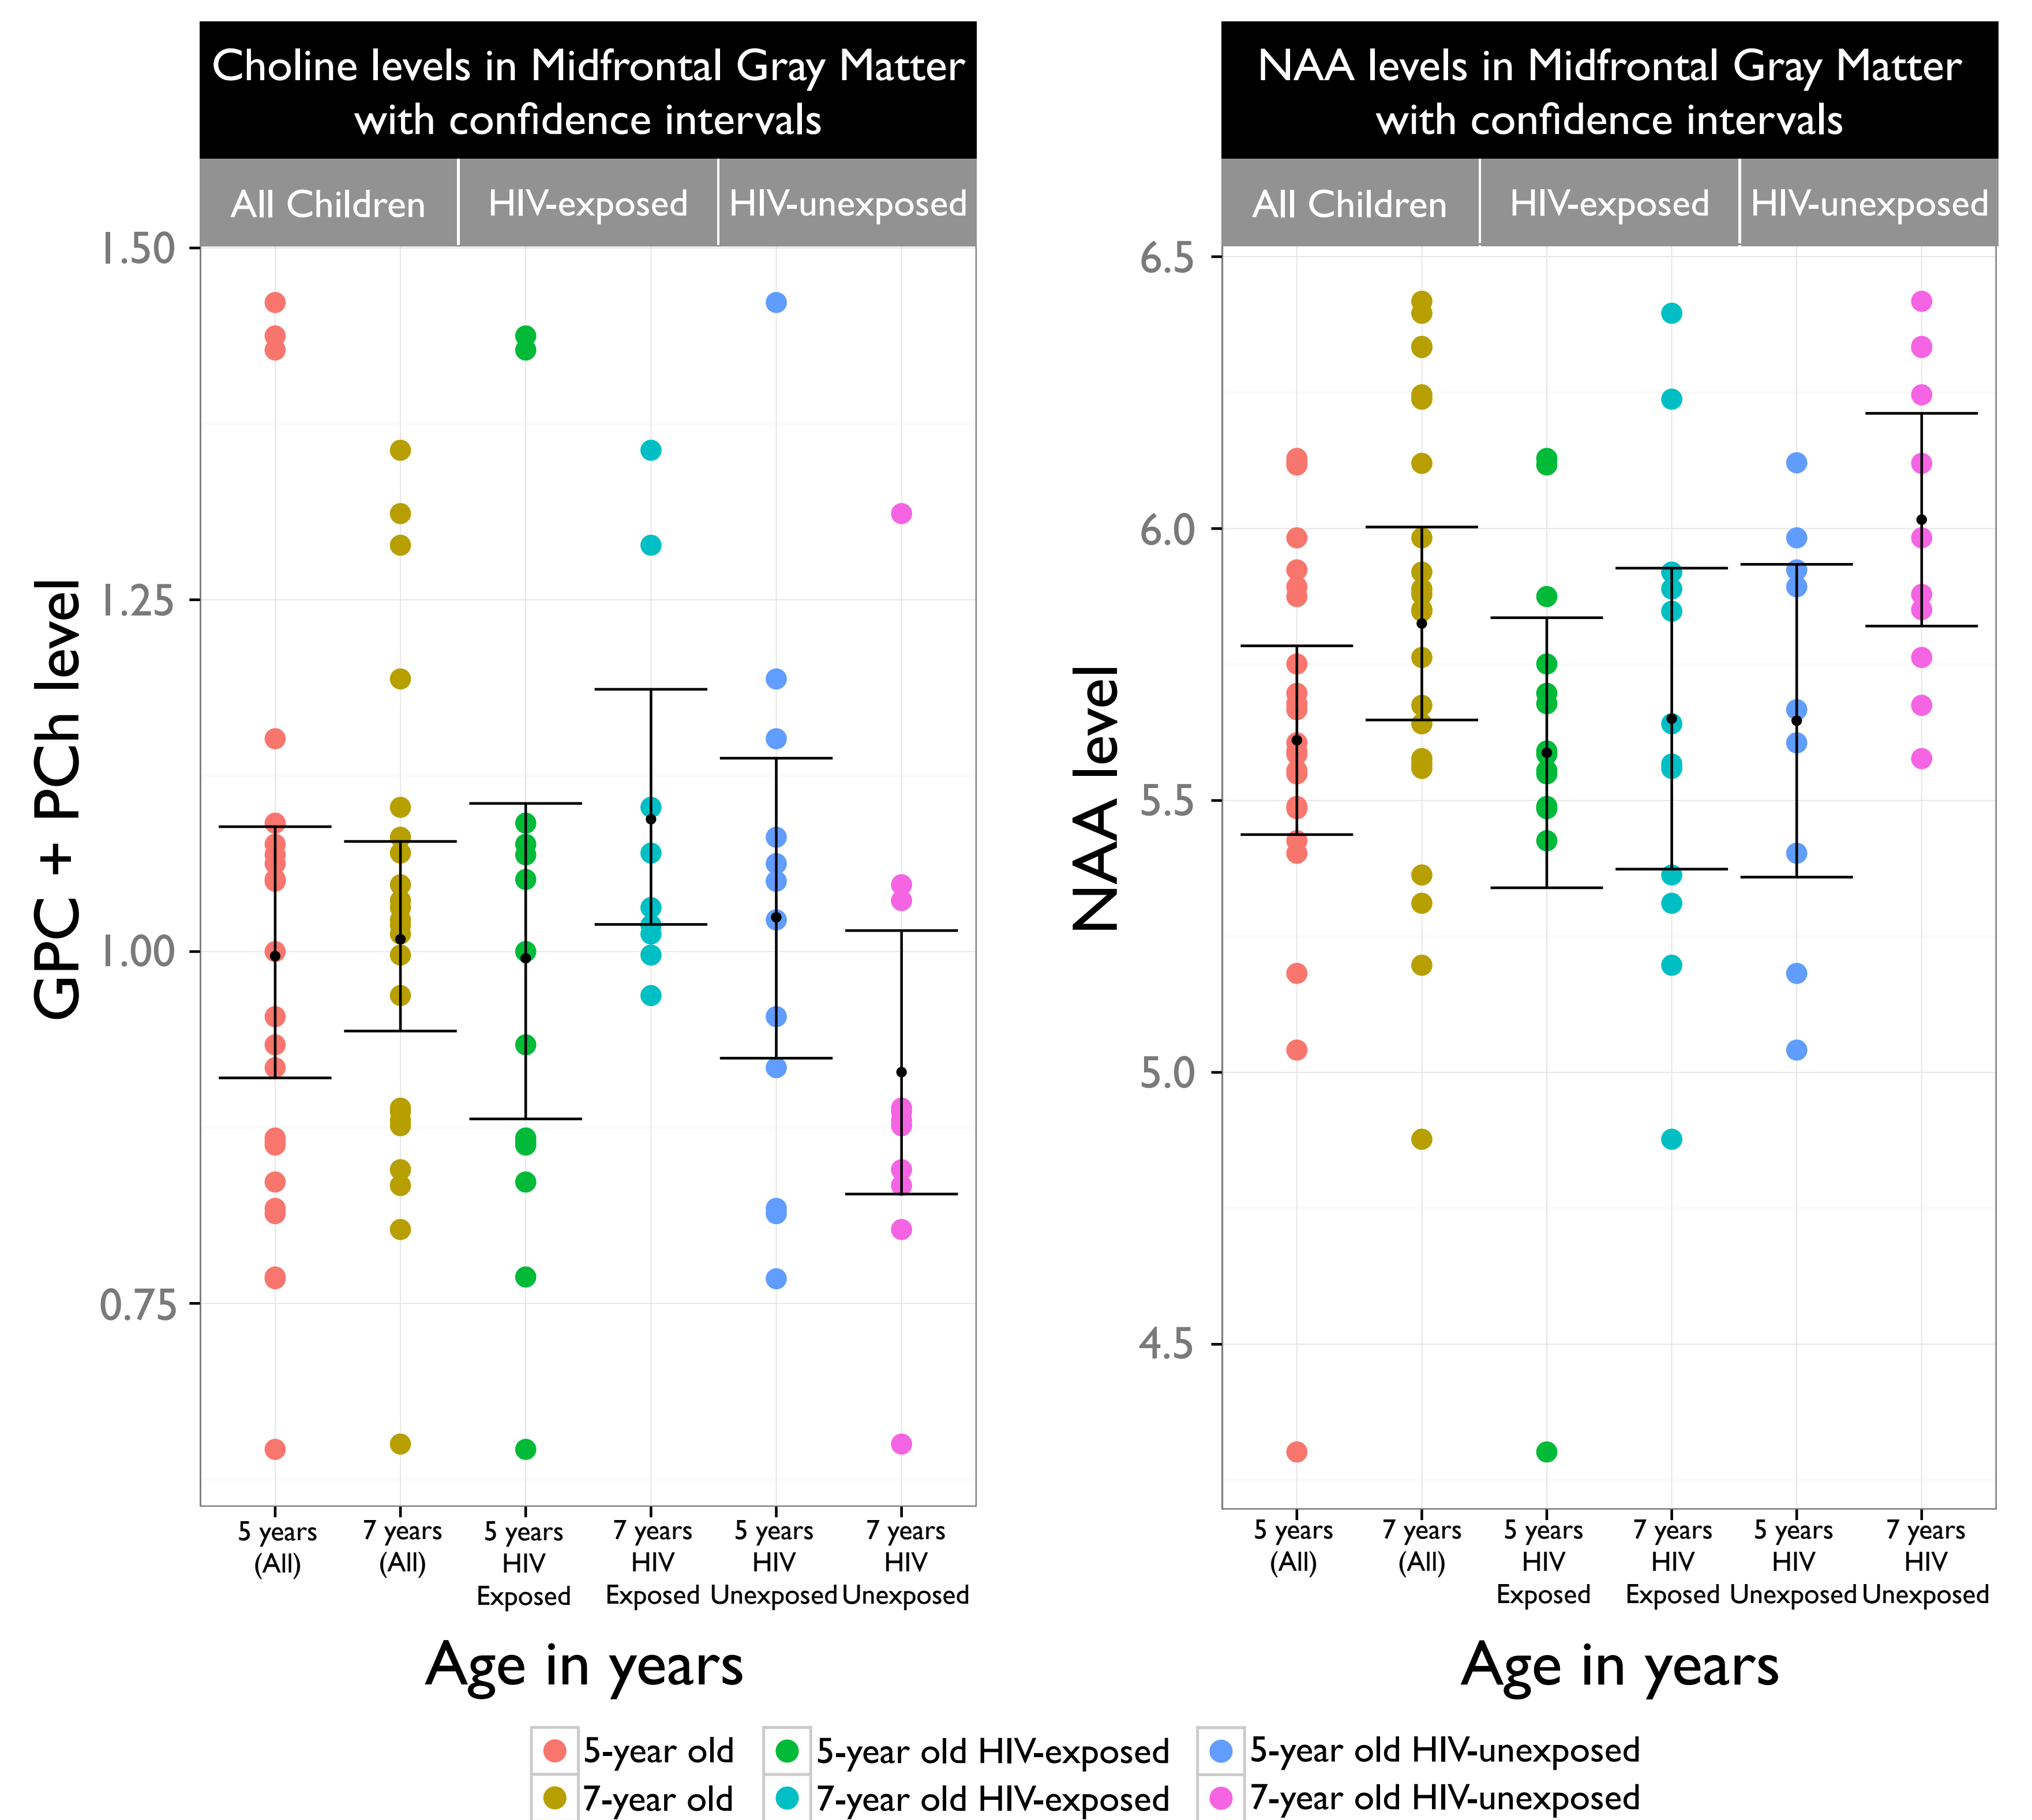 Choline levels in Midfrontal Gray Matter
with confidence intervals
All Children
HIV-exposed
HIV-unexposed
1.50
1.25
1.00
0.75
GPC + PCh level
5 years
(All)
7 years
(All)
5 years
HIV
Exposed
7 years
HIV
Exposed
5 years
HIV
Unexposed
7 years
HIV
Unexposed
Age in years
NAA levels in Midfrontal Gray Matter
with confidence intervals
All Children
HIV-exposed
HIV-unexposed
6.5
6.0
5.5
5.0
4.5
NAA level
5 years
(All)
7 years
(All)
5 years
HIV
Exposed
7 years
HIV
Exposed
5 years
HIV
Unexposed
7 years
HIV
Unexposed
Age in years
5-year old
5-year old HIV-exposed
5-year old HIV-unexposed
7-year old
7-year old HIV-exposed
7-year old HIV-unexposed